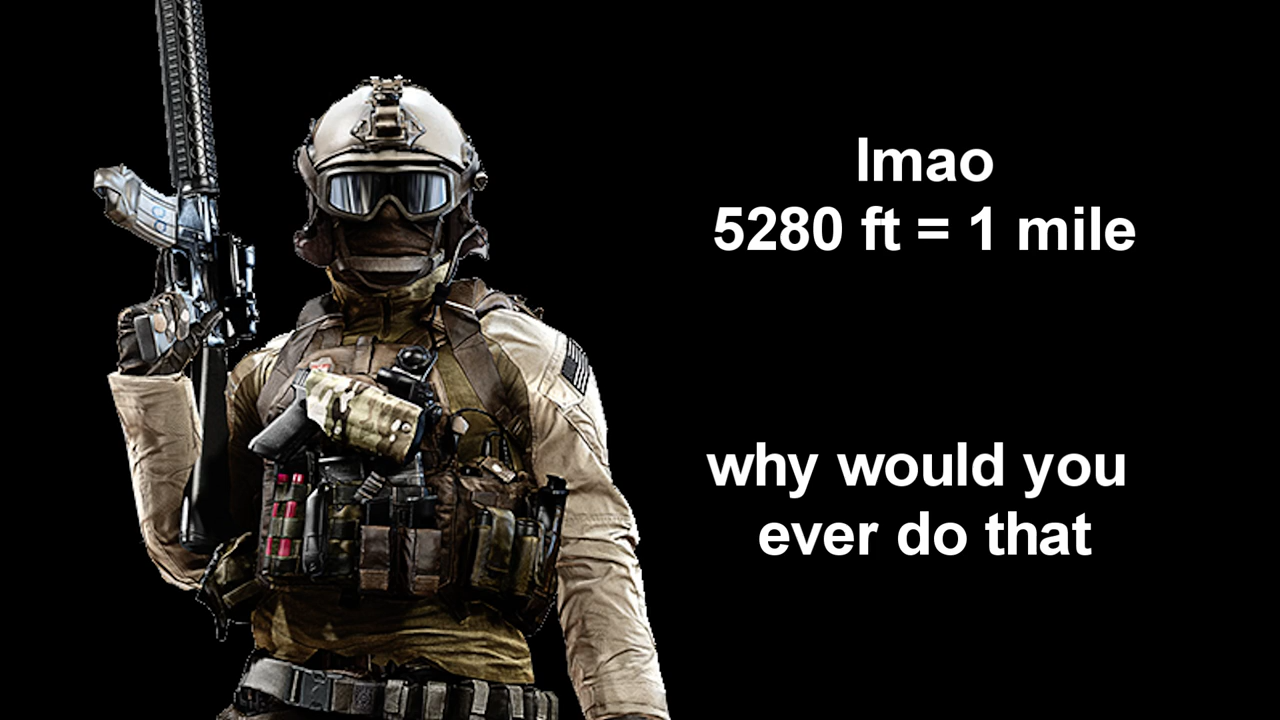 lmao
5280 ft = 1 mile
why would you
ever do that